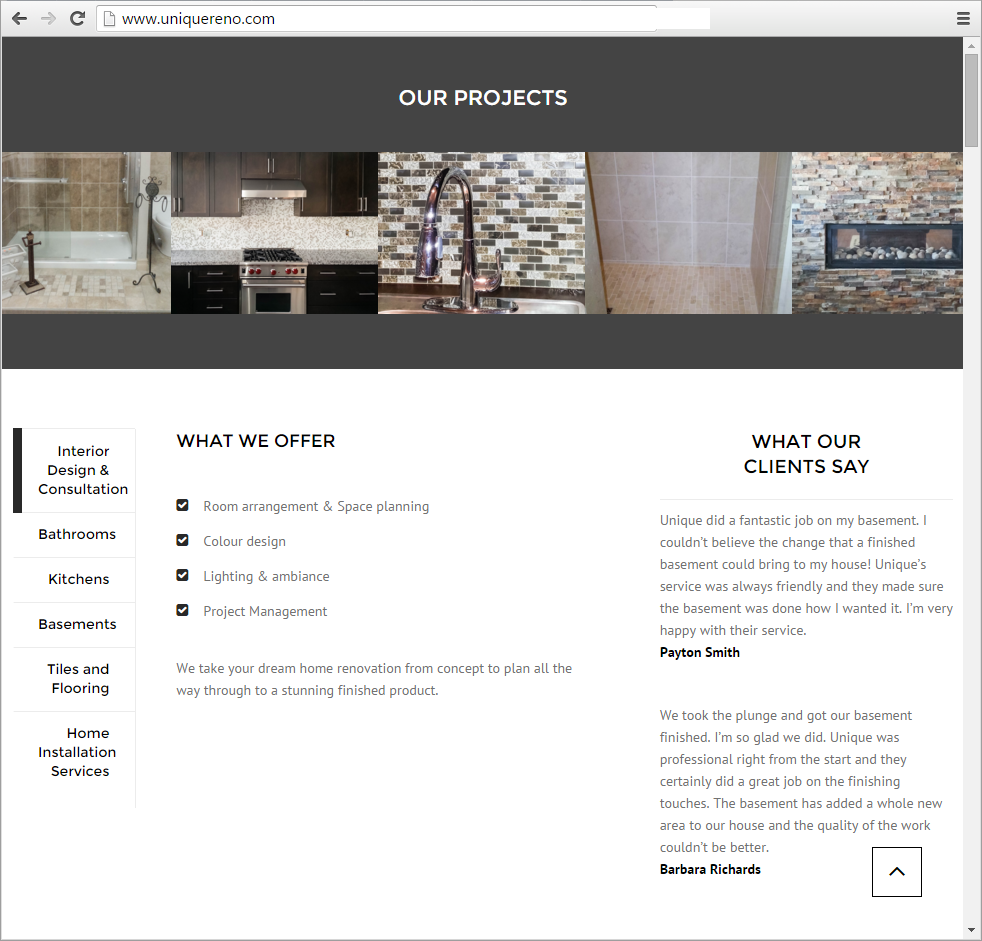 www.uniquereno.com
OUR PROJECTS
Interior
Design &
Consultation
Bathrooms
Kitchens
Basements
Tiles and
Flooring
Home
Installation
Services
WHAT WE OFFER
Room arrangement & Space planning
Colour design
Lighting & ambiance
Project Management
We take your dream home renovation from concept to plan all the
way through to a stunning finished product.
WHAT OUR
CLIENTS SAY
Unique did a fantastic job on my basement. I
couldn’t believe the change that a finished
basement could bring to my house! Unique’s
service was always friendly and they made sure
the basement was done how I wanted it. I’m very
happy with their service.
Payton Smith
We took the plunge and got our basement
finished. I’m so glad we did. Unique was
professional right from the start and they
certainly did a great job on the finishing
touches. The basement has added a whole new
area to our house and the quality of the work
couldn’t be better.
Barbara Richards